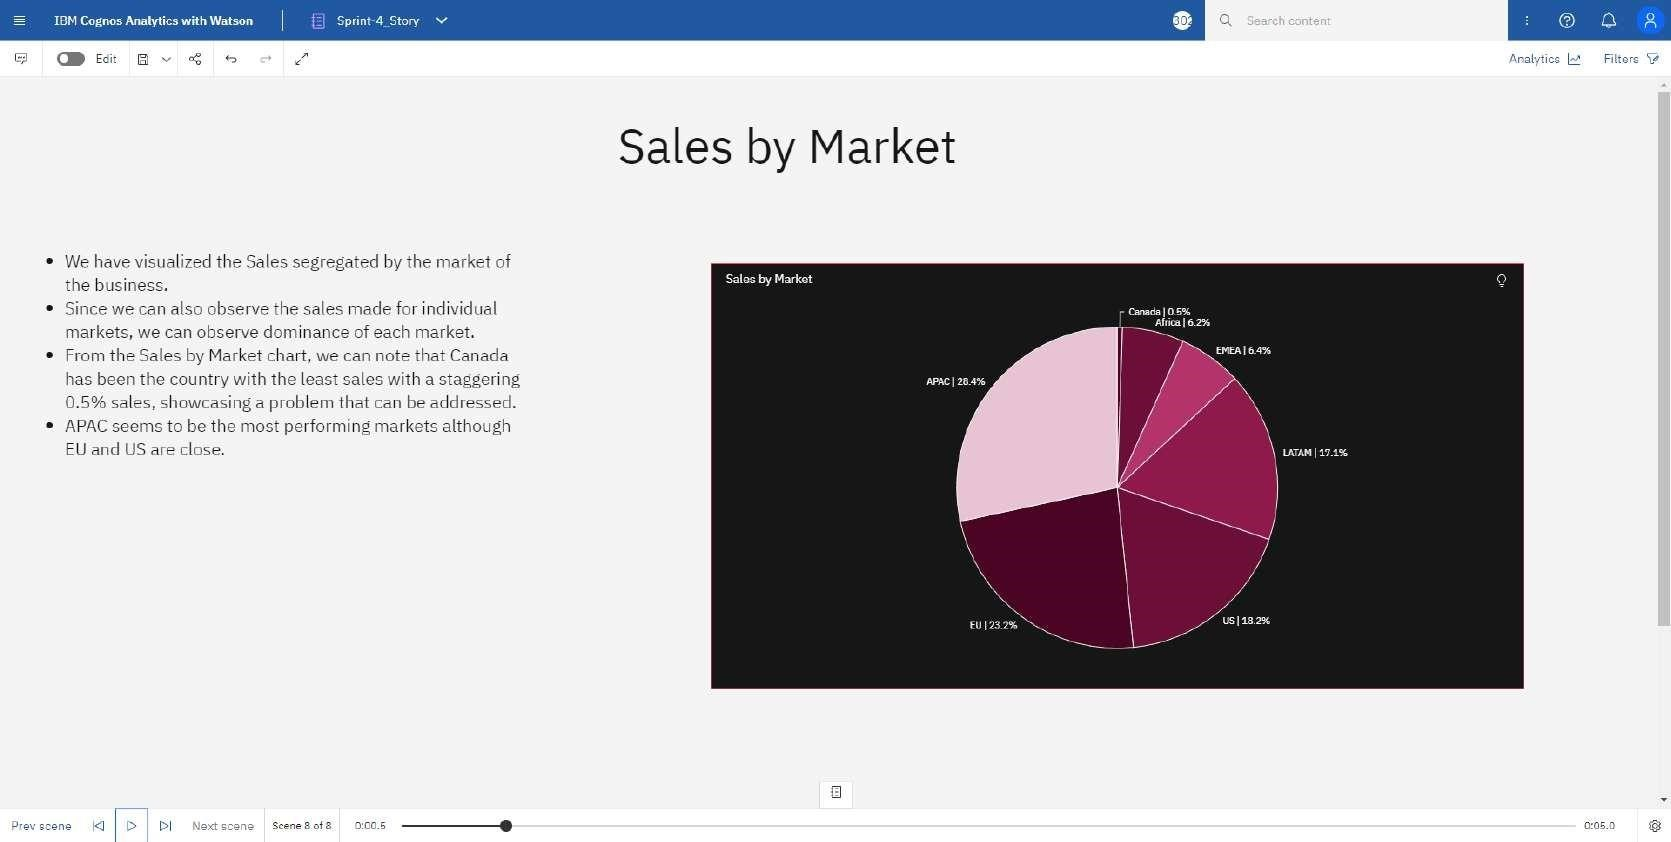 IBM Cognos Analytics with Watson
Sprint-4_Story
302
Search content
Edit
Analytics
Filters
Sales by Market
We have visualized the Sales segregated by the market of
the business.
Since we can also observe the sales made for individual
markets, we can observe dominance of each market.
From the Sales by Market chart, we can note that Canada
has been the country with the least sales with a staggering
0.5% sales, showcasing a problem that can be addressed.
APAC seems to be the most performing markets although
EU and US are close.
Sales by Market
Canada | 0.5%
Africa | 6.2%
EMEA | 6.4%
APAC | 28.4%
LATAM | 17.1%
US | 18.2%
EU | 23.2%
Prev scene
Next scene
Scene 8 of 8
0:00.5
0:05.0